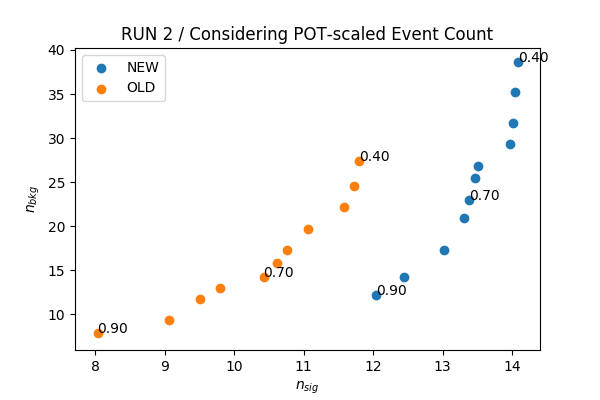 RUN 2 / Considering POT-scaled Event Count
NEW
OLD
0.40
0.70
0.90
0.40
0.70
0.90
40
35
30
25
20
15
10
n_bkg
8 9 10 11 12 13 14
n_sig